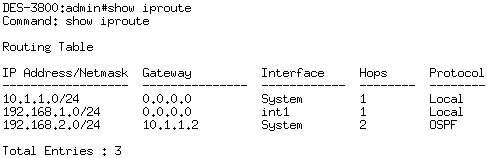 DES-3800:admin#show iproute
Command: show iproute
Routing Table
IP Address/Netmask  Gateway          Interface     Hops      Protocol
------------------  ---------------  ------------  --------  --------
10.1.1.0/24         0.0.0.0          System        1         Local
192.168.1.0/24      0.0.0.0          int1          1         Local
192.168.2.0/24      10.1.1.2         System        2         OSPF
Total Entries : 3